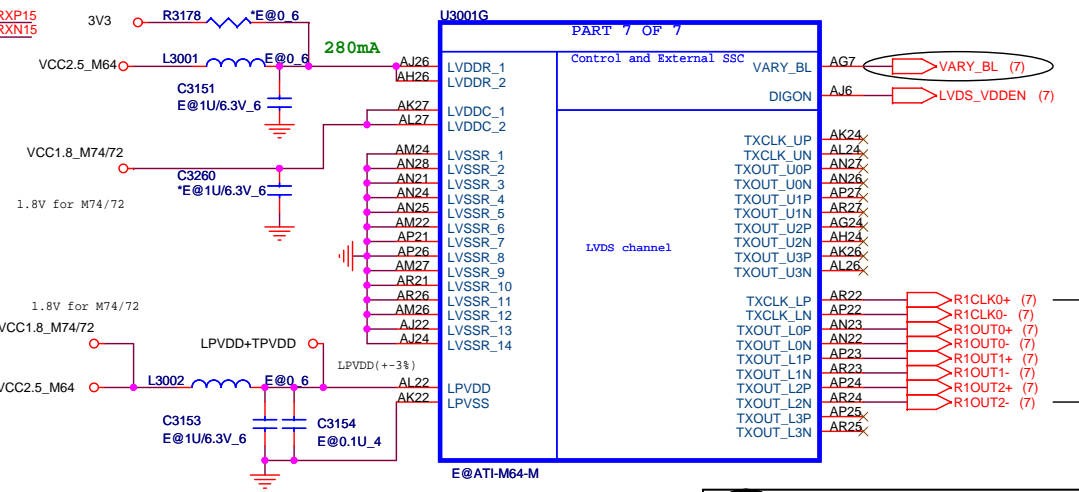 RXP15
RXN15
3V3
R3178
*E@0_6
280mA
VCC2.5_M64
L3001
E@0_6
C3151
E@1U/6.3V_6
VCC1.8_M74/72
C3260
*E@1U/6.3V_6
1.8V for M74/72
1.8V for M74/72
VCC1.8_M74/72
LPVDD+TPVDD
LPVDD(+-3%)
VCC2.5_M64
L3002
E@0_6
C3153
E@1U/6.3V_6
C3154
E@0.1U_4
U3001G
PART 7 OF 7
Control and External SSC
LVDS channel
AJ26 LVDDR_1
AH26 LVDDR_2
AK27 LVDDC_1
AL27 LVDDC_2
AM24 LVSSR_1
AN28 LVSSR_2
AN21 LVSSR_3
AN24 LVSSR_4
AN25 LVSSR_5
AM22 LVSSR_6
AP21 LVSSR_7
AP26 LVSSR_8
AM27 LVSSR_9
AR21 LVSSR_10
AR26 LVSSR_11
AM26 LVSSR_12
AJ22 LVSSR_13
AJ24 LVSSR_14
AL22 LPVDD
AK22 LPVSS
VARY_BL AG7 VARY_BL (7)
DIGON AJ6 LVDS_VDDEN (7)
TXCLK_UP AK24
TXCLK_UN AL24
TXOUT_U0P AN27
TXOUT_U0N AN26
TXOUT_U1P AP27
TXOUT_U1N AR27
TXOUT_U2P AG24
TXOUT_U2N AH24
TXOUT_U3P AK26
TXOUT_U3N AL26
TXCLK_LP AR22 R1CLK0+ (7)
TXCLK_LN AP22 R1CLK0- (7)
TXOUT_L0P AN23 R1OUT0+ (7)
TXOUT_L0N AN22 R1OUT0- (7)
TXOUT_L1P AP23 R1OUT1+ (7)
TXOUT_L1N AR23 R1OUT1- (7)
TXOUT_L2P AP24 R1OUT2+ (7)
TXOUT_L2N AR24 R1OUT2- (7)
TXOUT_L3P AP25
TXOUT_L3N AR25
E@ATI-M64-M